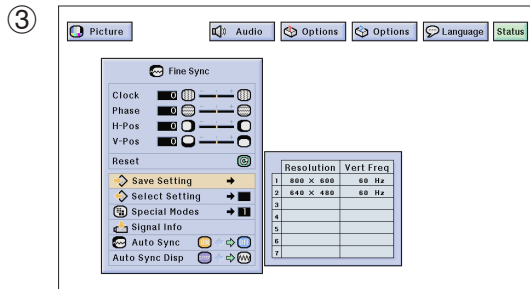 3
Picture Audio Options Options Language Status
Fine Sync
Clock 0
Phase 0
H-Pos 0
V-Pos 0
Reset
Save Setting
Select Setting
Special Modes 1
Signal Info
Auto Sync
Auto Sync Disp
Resolution Vert Freq
1 800 X 600 60 Hz
2 640 X 480 60 Hz
3
4
5
6
7